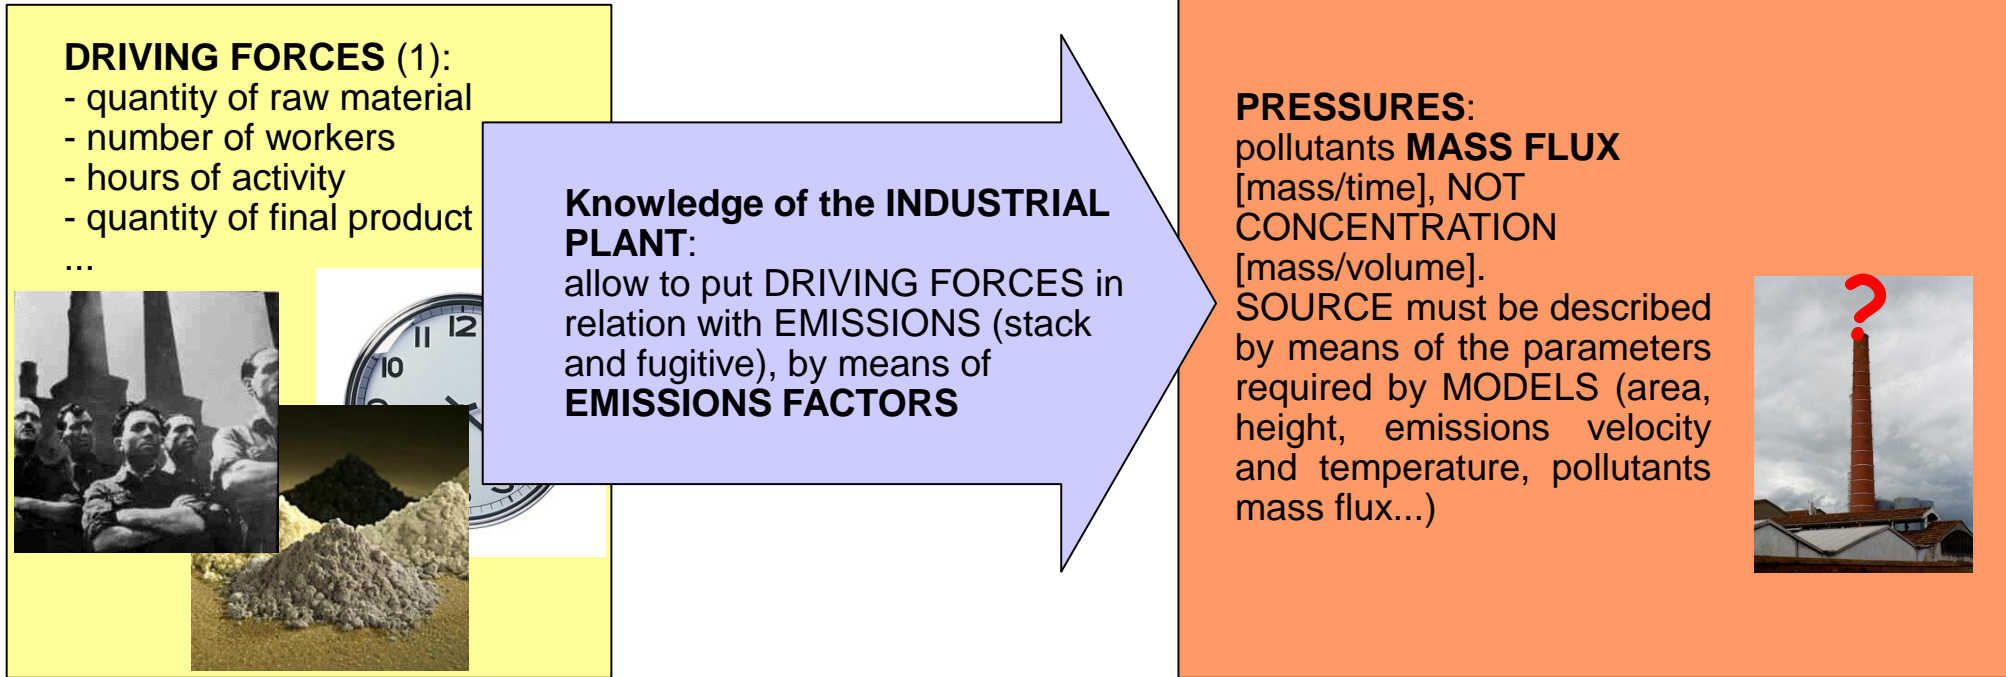 DRIVING FORCES (1):
- quantity of raw material
- number of workers
- hours of activity
- quantity of final product
...
Knowledge of the INDUSTRIAL
PLANT:
allow to put DRIVING FORCES in
relation with EMISSIONS (stack
and fugitive), by means of
EMISSIONS FACTORS
PRESSURES:
pollutants MASS FLUX
[mass/time], NOT
CONCENTRATION
[mass/volume].
SOURCE must be described
by means of the parameters
required by MODELS (area,
height, emissions velocity
and temperature, pollutants
mass flux...)
?
11 12
10